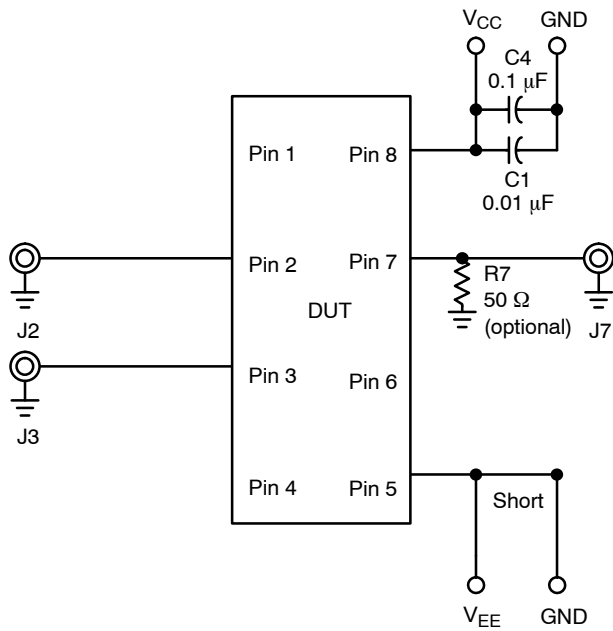 VCC GND
C4
0.1 µF
Pin 1 Pin 8
C1
0.01 µF
Pin 2 Pin 7
R7
50 Ω
(optional)
DUT
J2
J7
Pin 3 Pin 6
J3
Pin 4 Pin 5
Short
VEE GND